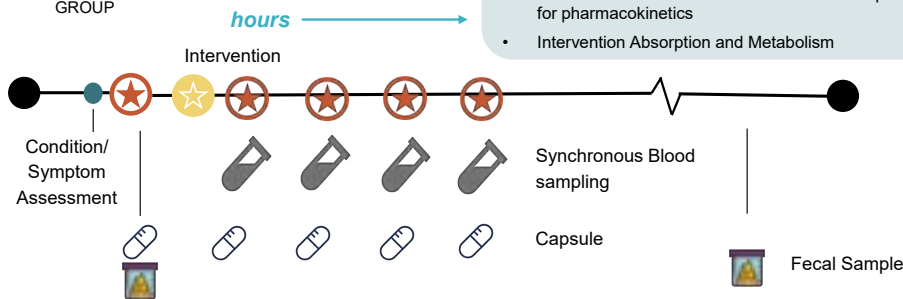 GROUP
hours
for pharmacokinetics
• Intervention Absorption and Metabolism
Intervention
Condition/
Symptom
Assessment
Synchronous Blood
sampling
Capsule
Fecal Sample